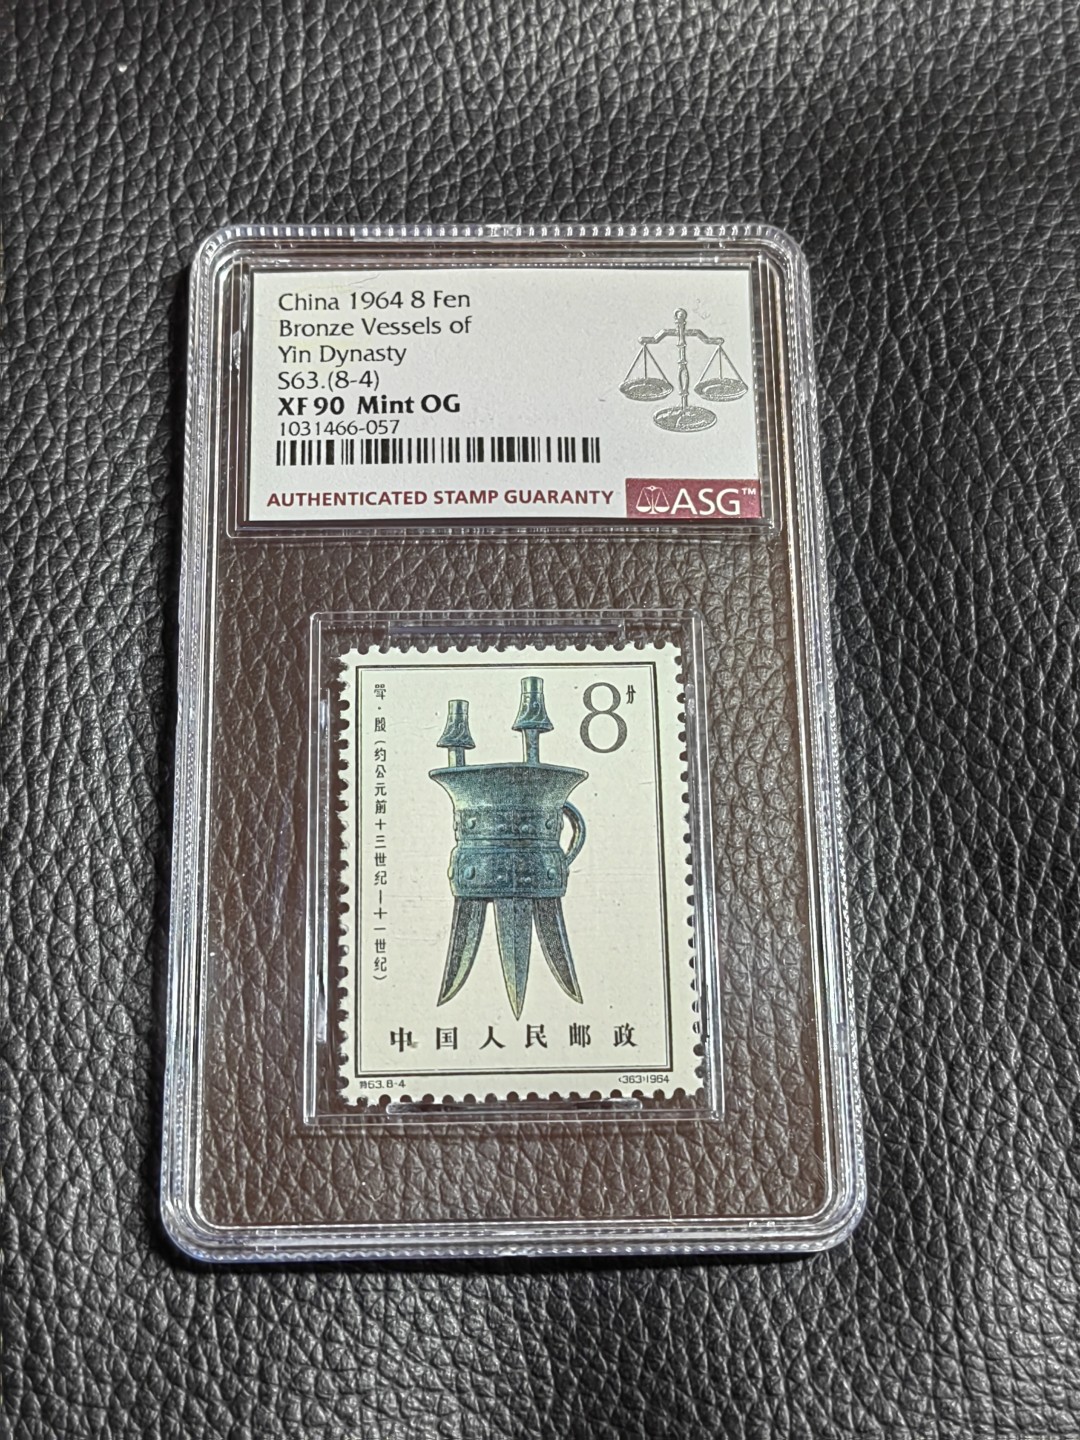 China 1964 8 Fen
Bronze Vessels of
Yin Dynasty
S63.(8-4)
XF 90 Mint OG
1031466-057
AUTHENTICATED STAMP GUARANTY
ASG™
8分
斝·殷（约公元前十三世纪—十一世纪）
中国人民邮政
特63.8-4
(363)1964